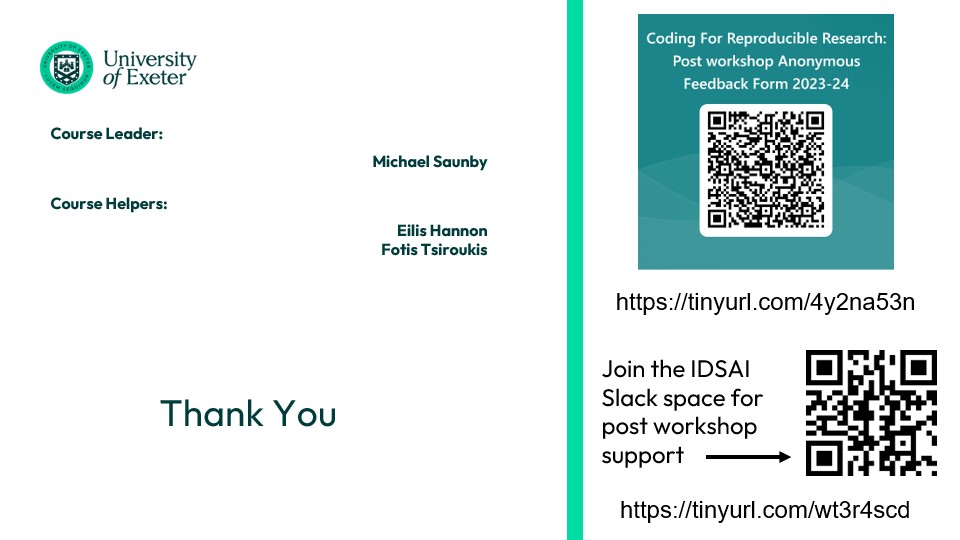 University
of Exeter
Course Leader:
Michael Saunby
Course Helpers:
Eilis Hannon
Fotis Tsiroukis
Thank You
Coding For Reproducible Research:
Post workshop Anonymous
Feedback Form 2023-24
https://tinyurl.com/4y2na53n
Join the IDSAI
Slack space for
post workshop
support
https://tinyurl.com/wt3r4scd